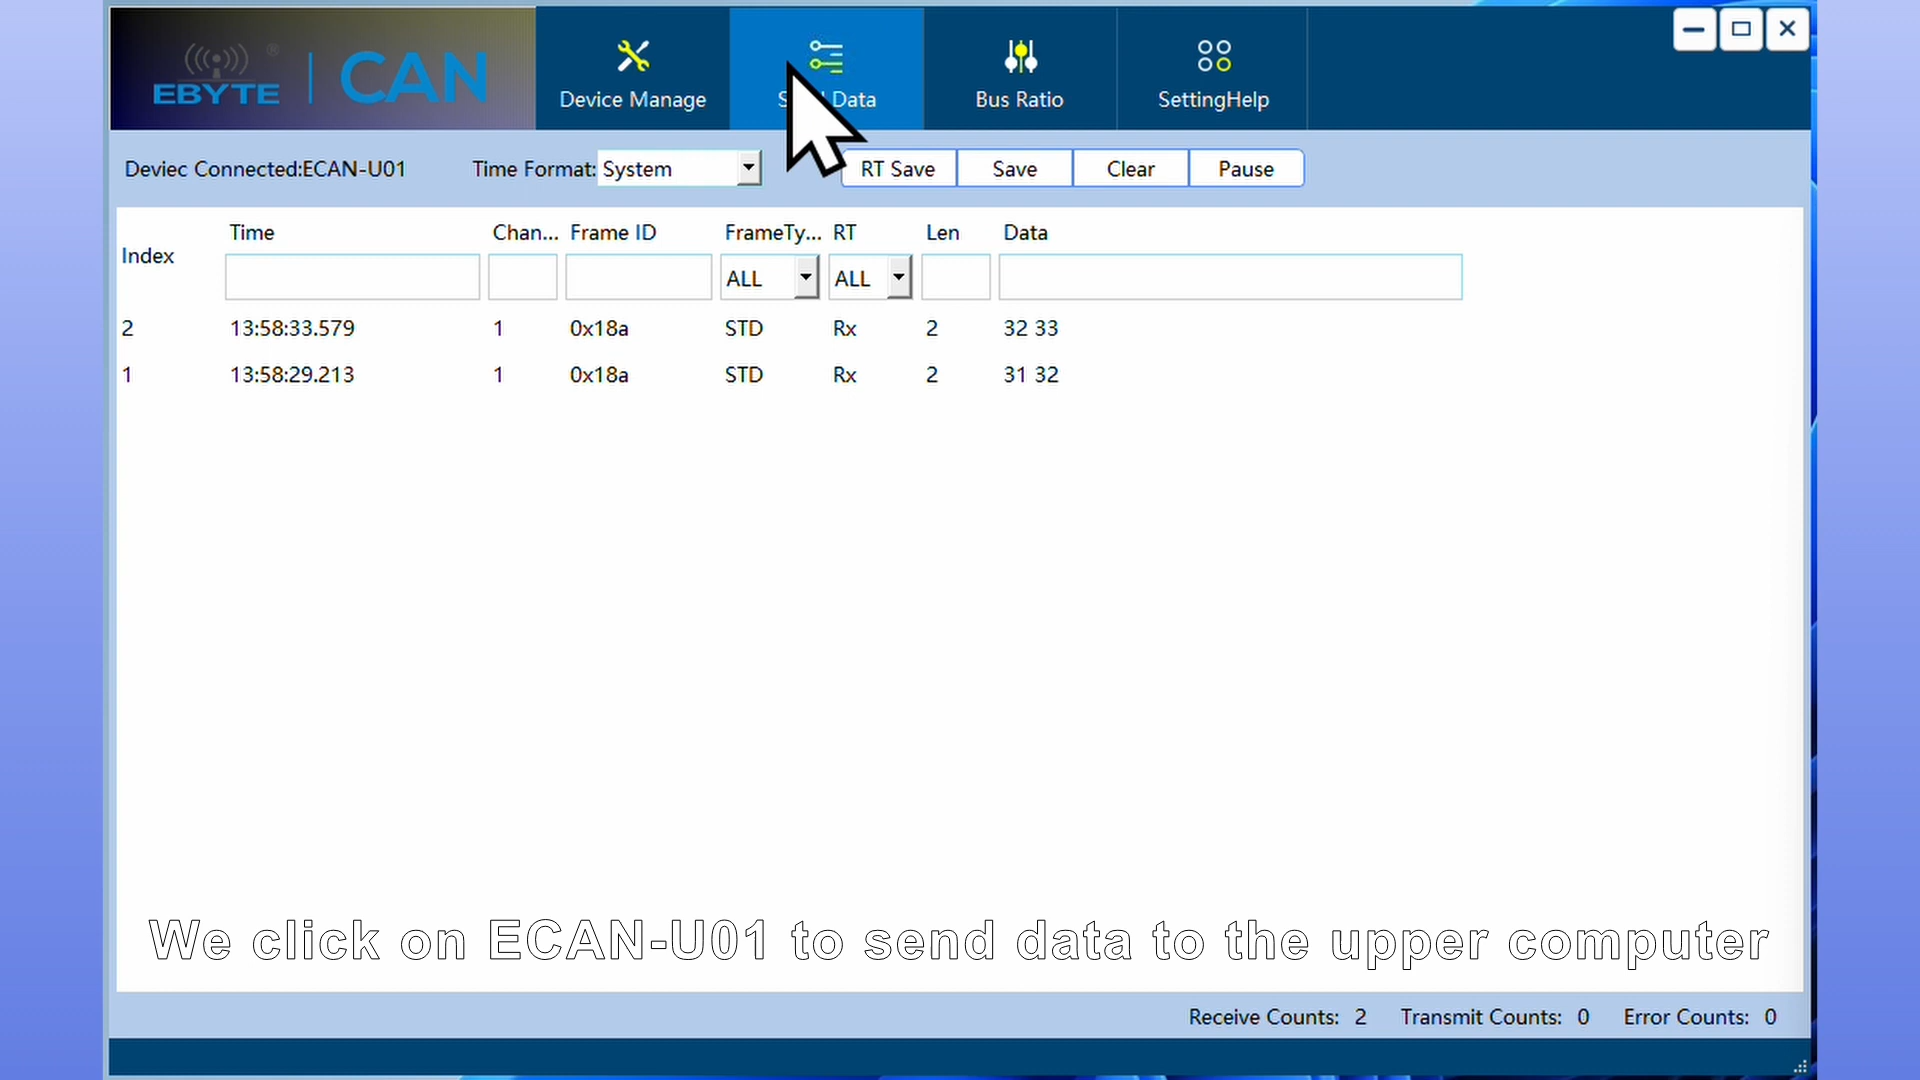 EBYTE ® | CAN
Device Manage
Data
Bus Ratio
SettingHelp
Deviec Connected:ECAN-U01
Time Format: System
RT Save
Save
Clear
Pause
Index Time Chan... Frame ID FrameTy... RT Len Data
ALL ALL
2 13:58:33.579 1 0x18a STD Rx 2 32 33
1 13:58:29.213 1 0x18a STD Rx 2 31 32
We click on ECAN-U01 to send data to the upper computer
Receive Counts: 2 Transmit Counts: 0 Error Counts: 0